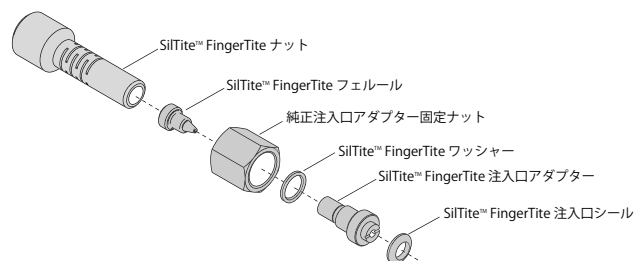 SilTite™ FingerTite ナット
SilTite™ FingerTite フェルール
純正注入口アダプター固定ナット
SilTite™ FingerTite ワッシャー
SilTite™ FingerTite 注入口アダプター
SilTite™ FingerTite 注入口シール